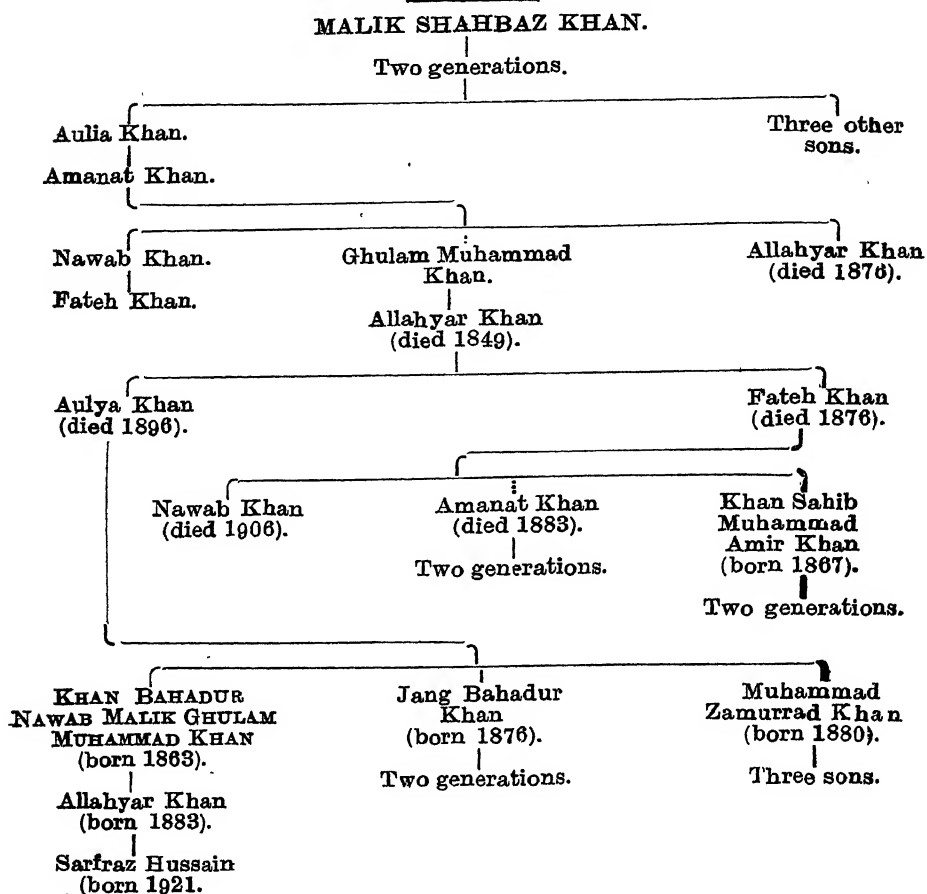 MALIK SHAHBAZ KHAN.
Two generations.
Aulia Khan.
Three other
sons.
Amanat Khan.
Nawab Khan.
Fateh Khan.
Ghulam Muhammad
Khan.
Allahyar Khan
(died 1849).
Allahyar Khan
(died 1876).
Aulya Khan
(died 1896).
Fateh Khan
(died 1876).
Nawab Khan
(died 1906).
Amanat Khan
(died 1883).
Two generations.
Khan Sahib
Muhammad
Amir Khan
(born 1867).
Two generations.
KHAN BAHADUR
NAWAB MALIK GHULAM
MUHAMMAD KHAN
(born 1863).
Allahyar Khan
(born 1883).
Sarfraz Hussain
(born 1921.
Jang Bahadur
Khan
(born 1876).
Two generations.
Muhammad
Zamurrad Khan
(born 1880).
Three sons.